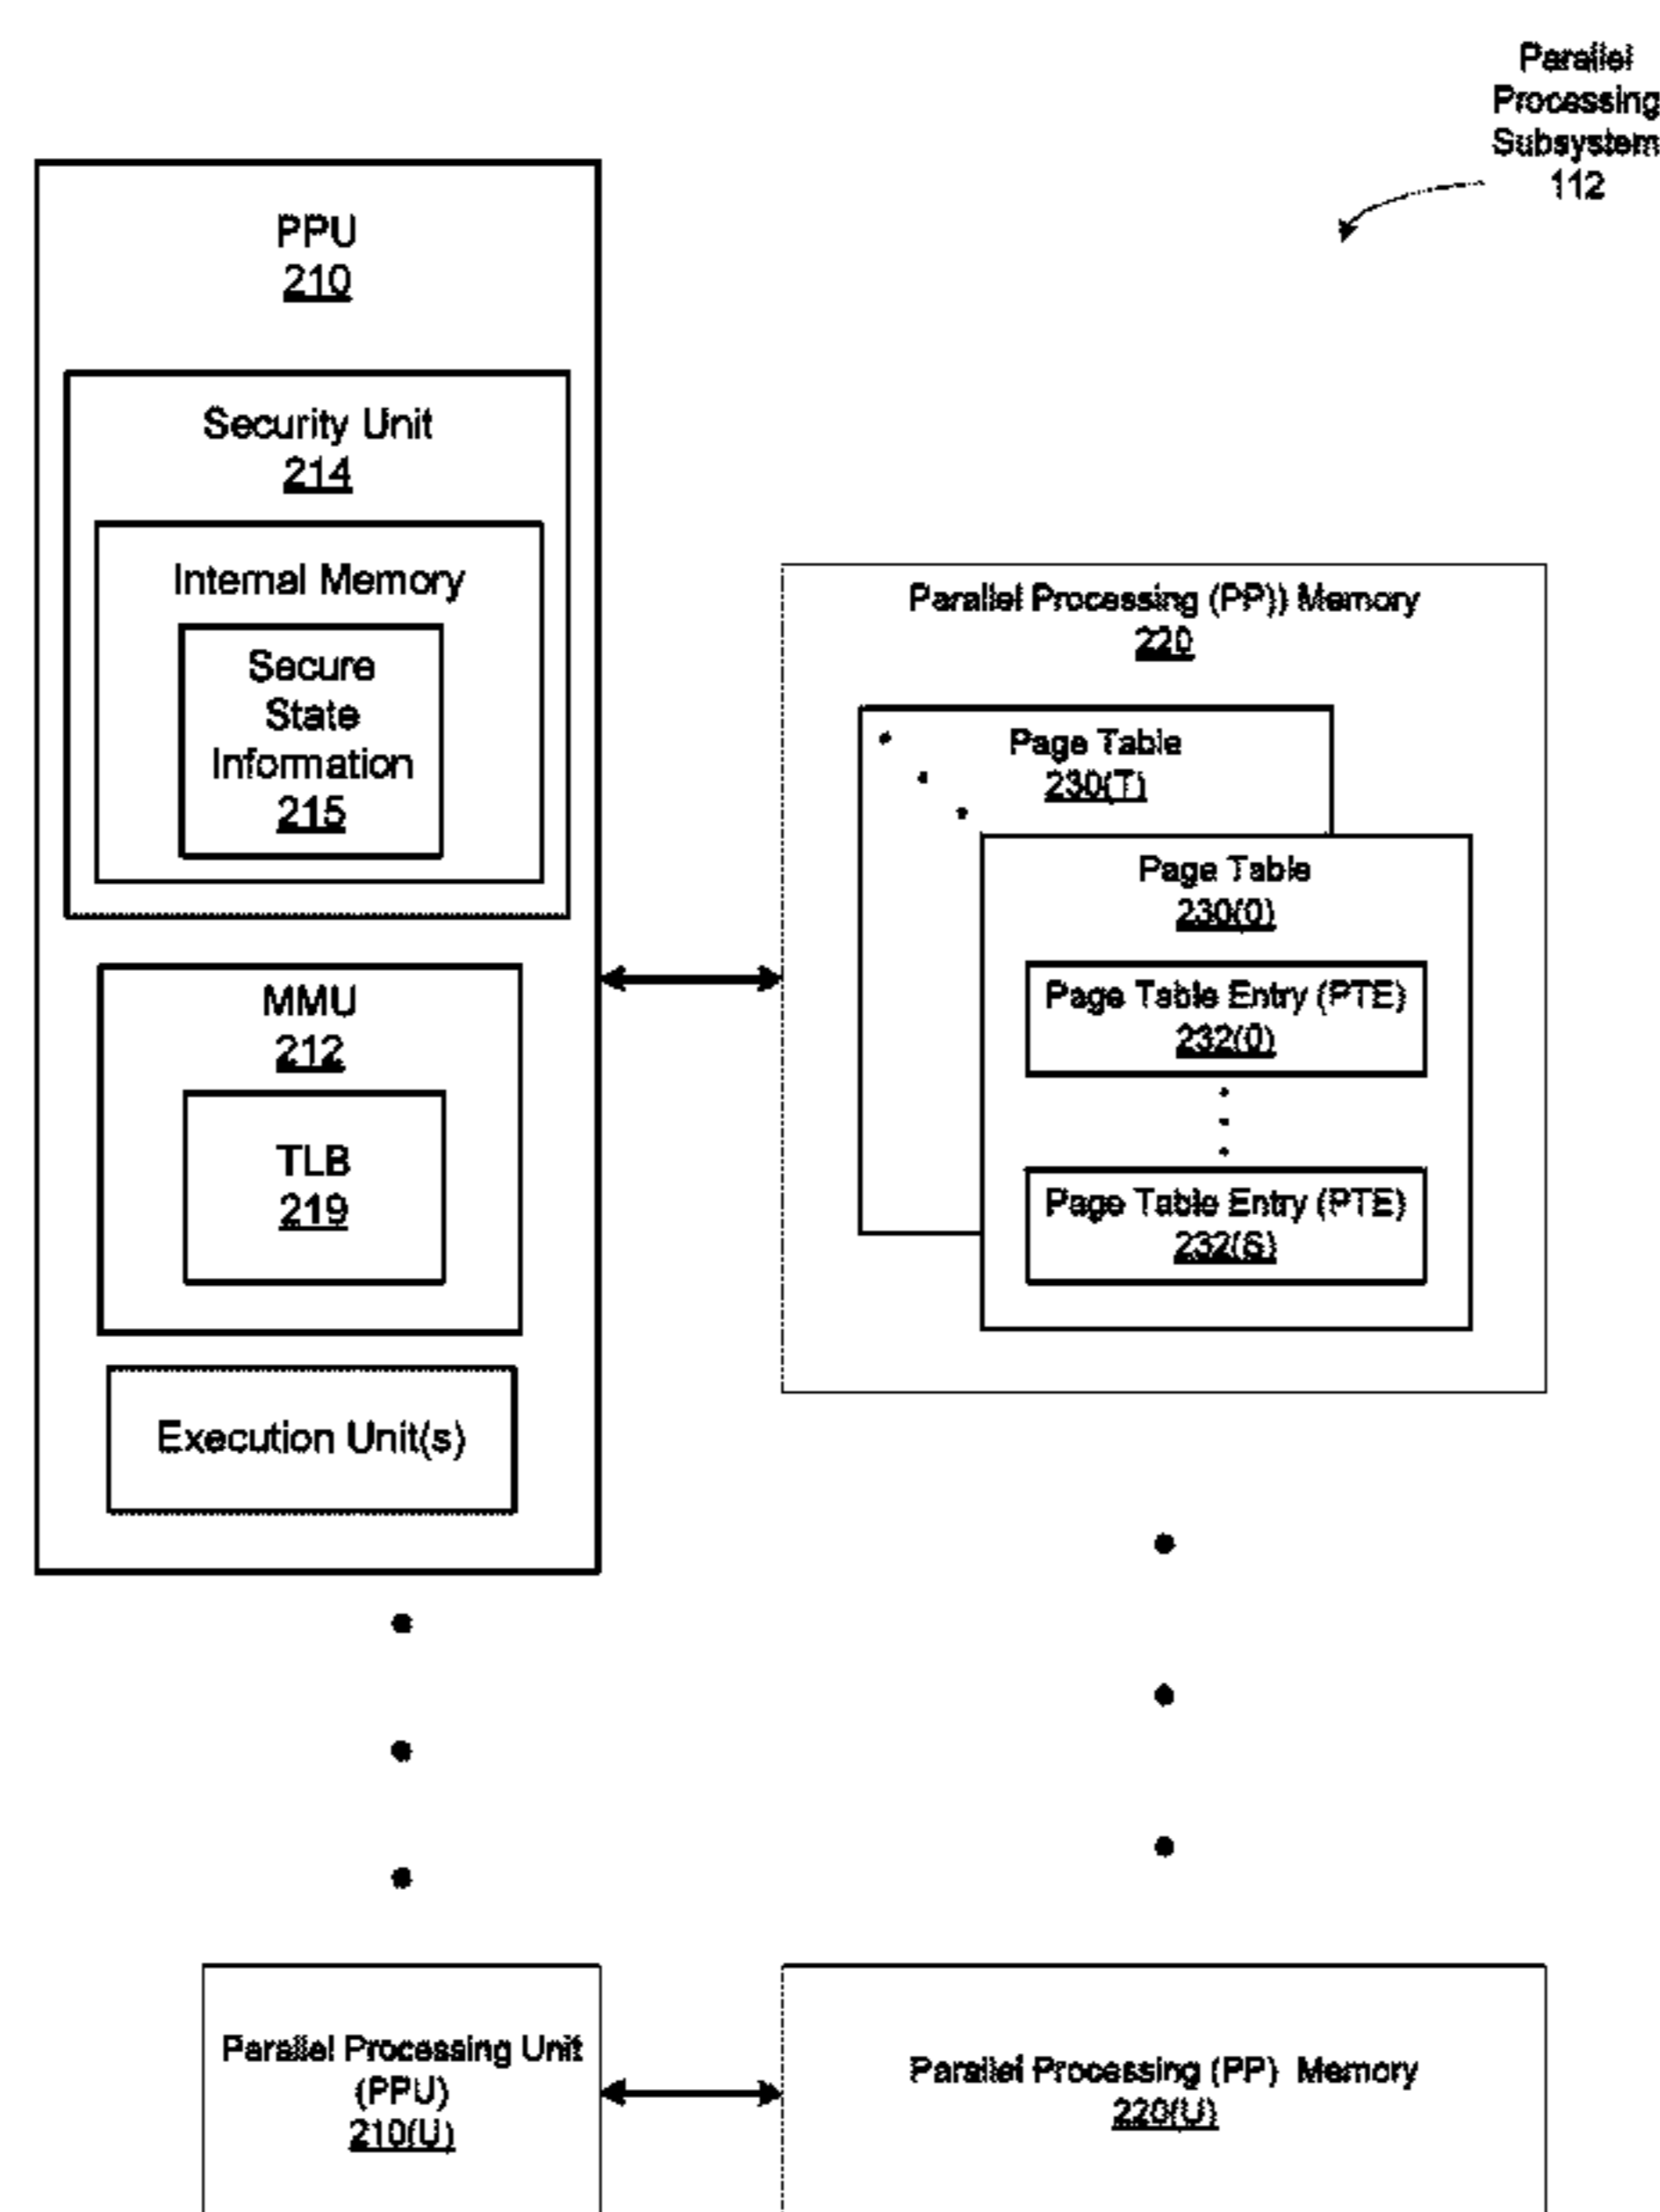 Parallel
Processing
Subsystem
112
PPU
210
Security Unit
214
Internal Memory
Secure
State
Information
215
MMU
212
TLB
219
Execution Unit(s)
Parallel Processing (PP)) Memory
220
Page Table
230(T)
Page Table
230(0)
Page Table Entry (PTE)
232(0)
Page Table Entry (PTE)
232(S)
Parallel Processing Unit
(PPU)
210(U)
Parallel Processing (PP) Memory
220(U)